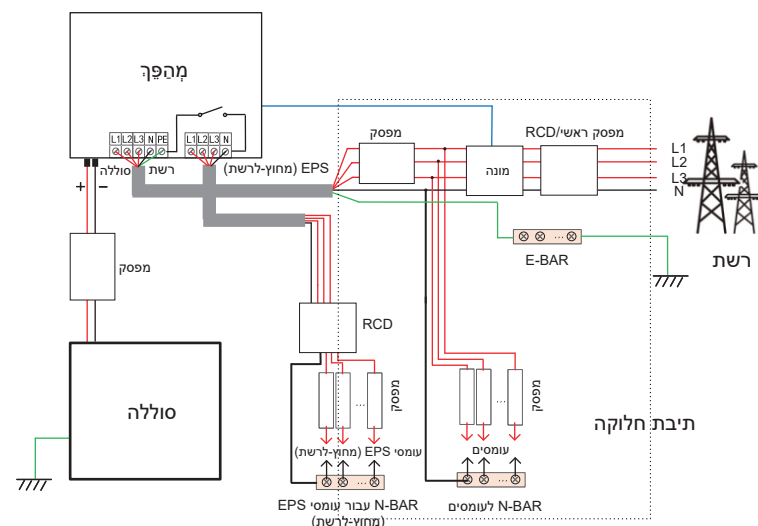 מְהַפֵּךְ
L1 L2 L3 N PE
L1 L2 L3 N
סוללה
רשת
EPS (מחוץ-לרשת)
+
−
מפסק
סוללה
מפסק
מונה
RCD/מפסק ראשי
L1
L2
L3
N
רשת
E-BAR
RCD
מפסק
עומסי EPS (מחוץ-לרשת)
N-BAR עבור עומסי EPS
(מחוץ-לרשת)
מפסק
עומסים
N-BAR לעומסים
תיבת חלוקה
...
...
...
...
...